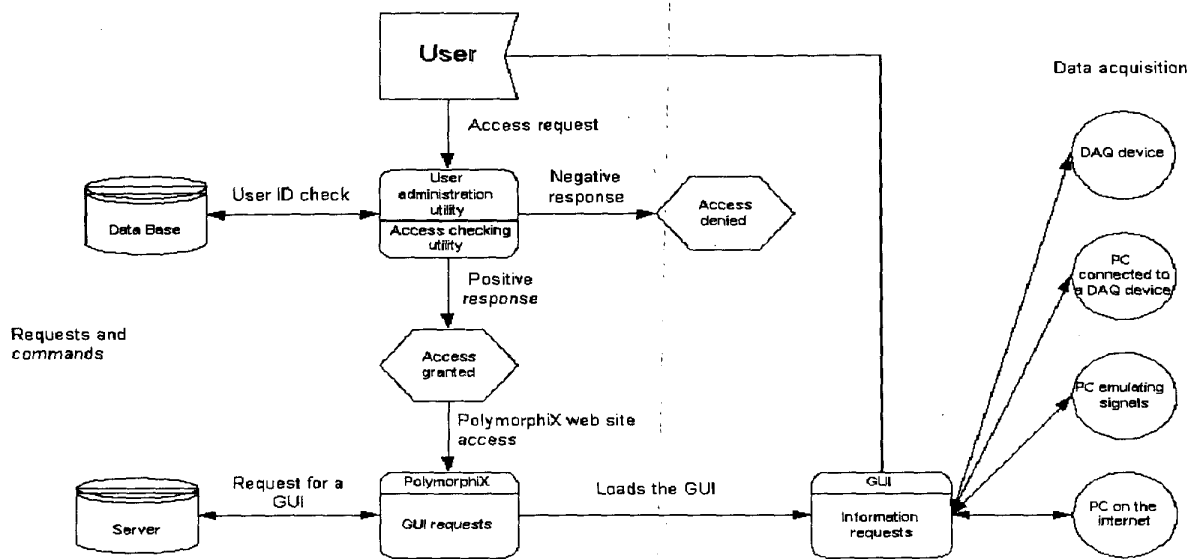 User
Data acquisition
Access request
DAQ device
User
administration
utility
Access checking
utility
User ID check
Data Base
Negative
response
Access
denied
PC
connected to
a DAQ device
Positive
response
Requests and
commands
Access
granted
PC emulating
signals
PolymorphiX web site
access
Request for a
GUI
Server
PolymorphiX
GUI requests
Loads the GUI
GUI
Information
requests
PC on the
internet